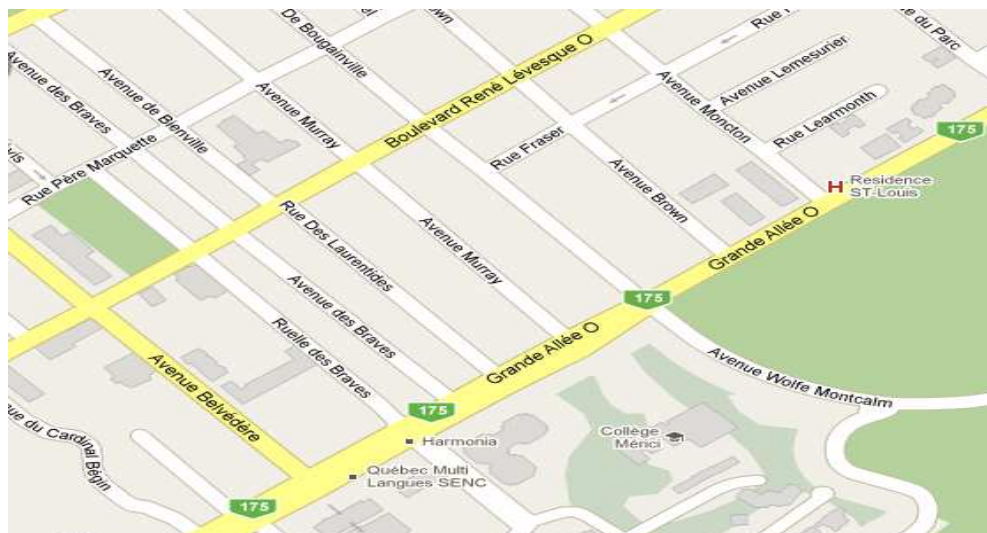 De Bougainville
Rue Père Marquette
Avenue des Braves
Avenue de Bienville
Avenue Murray
Boulevard René Lévesque O
Rue Fraser
Avenue Moncton
Avenue Lemesurier
Rue Learmonth
du Parc
175
Residence
ST-Louis
H
Avenue Brown
Grande Allée O
Rue Des Laurentides
Avenue Murray
175
Avenue des Braves
Ruelle des Braves
Grande Allée O
Avenue Wolfe Montcalm
Avenue Belvédère
175
Harmonia
Collège
Mérici
Québec Multi
Langues SENC
du Cardinal Bégin
175